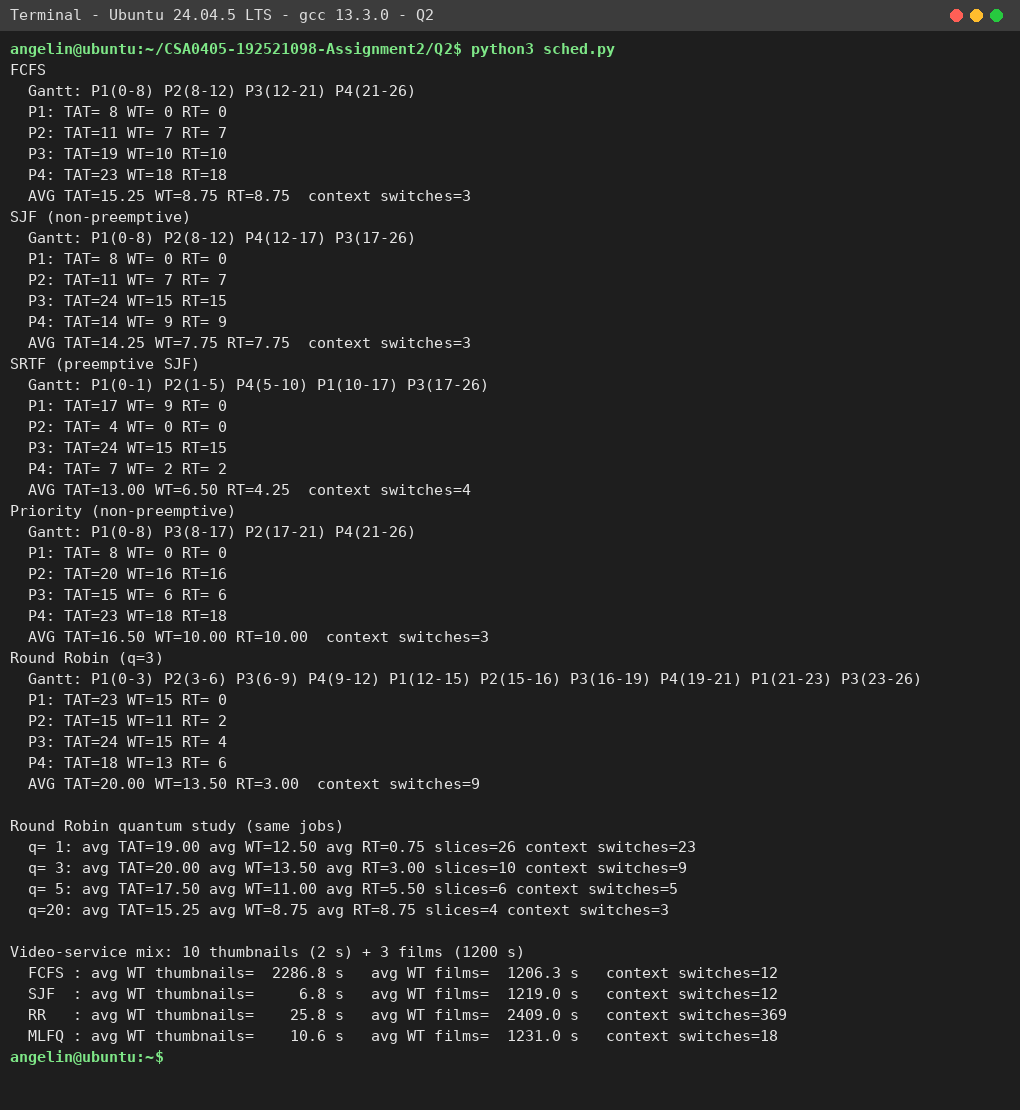 Terminal - Ubuntu 24.04.5 LTS - gcc 13.3.0 - Q2
angelin@ubuntu:~/CSA0405-192521098-Assignment2/Q2$ python3 sched.py
FCFS
  Gantt: P1(0-8) P2(8-12) P3(12-21) P4(21-26)
  P1: TAT= 8 WT= 0 RT= 0
  P2: TAT=11 WT= 7 RT= 7
  P3: TAT=19 WT=10 RT=10
  P4: TAT=23 WT=18 RT=18
  AVG TAT=15.25 WT=8.75 RT=8.75  context switches=3
SJF (non-preemptive)
  Gantt: P1(0-8) P2(8-12) P4(12-17) P3(17-26)
  P1: TAT= 8 WT= 0 RT= 0
  P2: TAT=11 WT= 7 RT= 7
  P3: TAT=24 WT=15 RT=15
  P4: TAT=14 WT= 9 RT= 9
  AVG TAT=14.25 WT=7.75 RT=7.75  context switches=3
SRTF (preemptive SJF)
  Gantt: P1(0-1) P2(1-5) P4(5-10) P1(10-17) P3(17-26)
  P1: TAT=17 WT= 9 RT= 0
  P2: TAT= 4 WT= 0 RT= 0
  P3: TAT=24 WT=15 RT=15
  P4: TAT= 7 WT= 2 RT= 2
  AVG TAT=13.00 WT=6.50 RT=4.25  context switches=4
Priority (non-preemptive)
  Gantt: P1(0-8) P3(8-17) P2(17-21) P4(21-26)
  P1: TAT= 8 WT= 0 RT= 0
  P2: TAT=20 WT=16 RT=16
  P3: TAT=15 WT= 6 RT= 6
  P4: TAT=23 WT=18 RT=18
  AVG TAT=16.50 WT=10.00 RT=10.00  context switches=3
Round Robin (q=3)
  Gantt: P1(0-3) P2(3-6) P3(6-9) P4(9-12) P1(12-15) P2(15-16) P3(16-19) P4(19-21) P1(21-23) P3(23-26)
  P1: TAT=23 WT=15 RT= 0
  P2: TAT=15 WT=11 RT= 2
  P3: TAT=24 WT=15 RT= 4
  P4: TAT=18 WT=13 RT= 6
  AVG TAT=20.00 WT=13.50 RT=3.00  context switches=9

Round Robin quantum study (same jobs)
  q= 1: avg TAT=19.00 avg WT=12.50 avg RT=0.75 slices=26 context switches=23
  q= 3: avg TAT=20.00 avg WT=13.50 avg RT=3.00 slices=10 context switches=9
  q= 5: avg TAT=17.50 avg WT=11.00 avg RT=5.50 slices=6 context switches=5
  q=20: avg TAT=15.25 avg WT=8.75 avg RT=8.75 slices=4 context switches=3

Video-service mix: 10 thumbnails (2 s) + 3 films (1200 s)
  FCFS : avg WT thumbnails=  2286.8 s   avg WT films=  1206.3 s   context switches=12
  SJF  : avg WT thumbnails=     6.8 s   avg WT films=  1219.0 s   context switches=12
  RR   : avg WT thumbnails=    25.8 s   avg WT films=  2409.0 s   context switches=369
  MLFQ : avg WT thumbnails=    10.6 s   avg WT films=  1231.0 s   context switches=18
angelin@ubuntu:~$